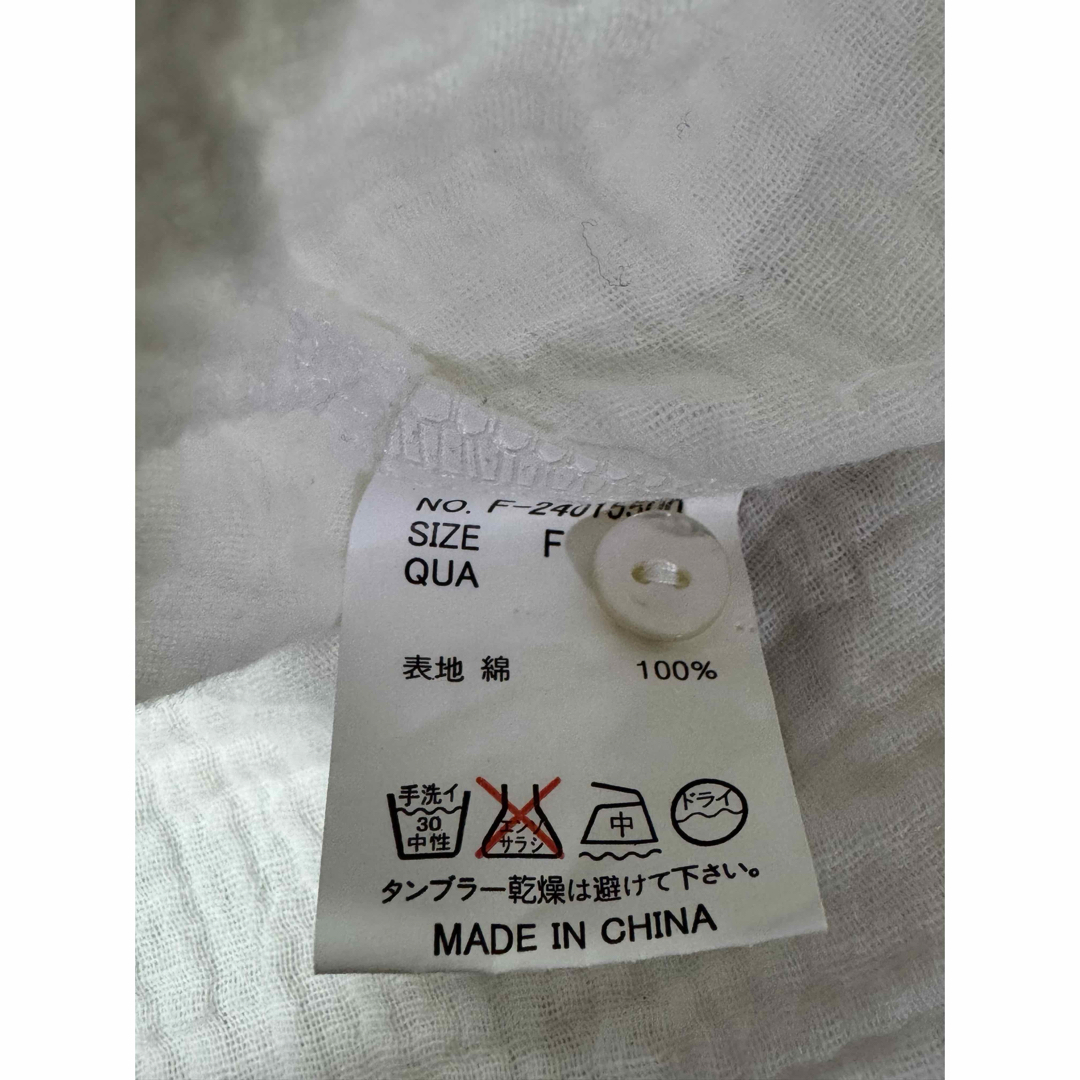 SIZE F
QUA
表地 綿 100%
手洗イ
30
中性
エンソ
サラシ
中
ドライ
タンブラー乾燥は避けて下さい。
MADE IN CHINA